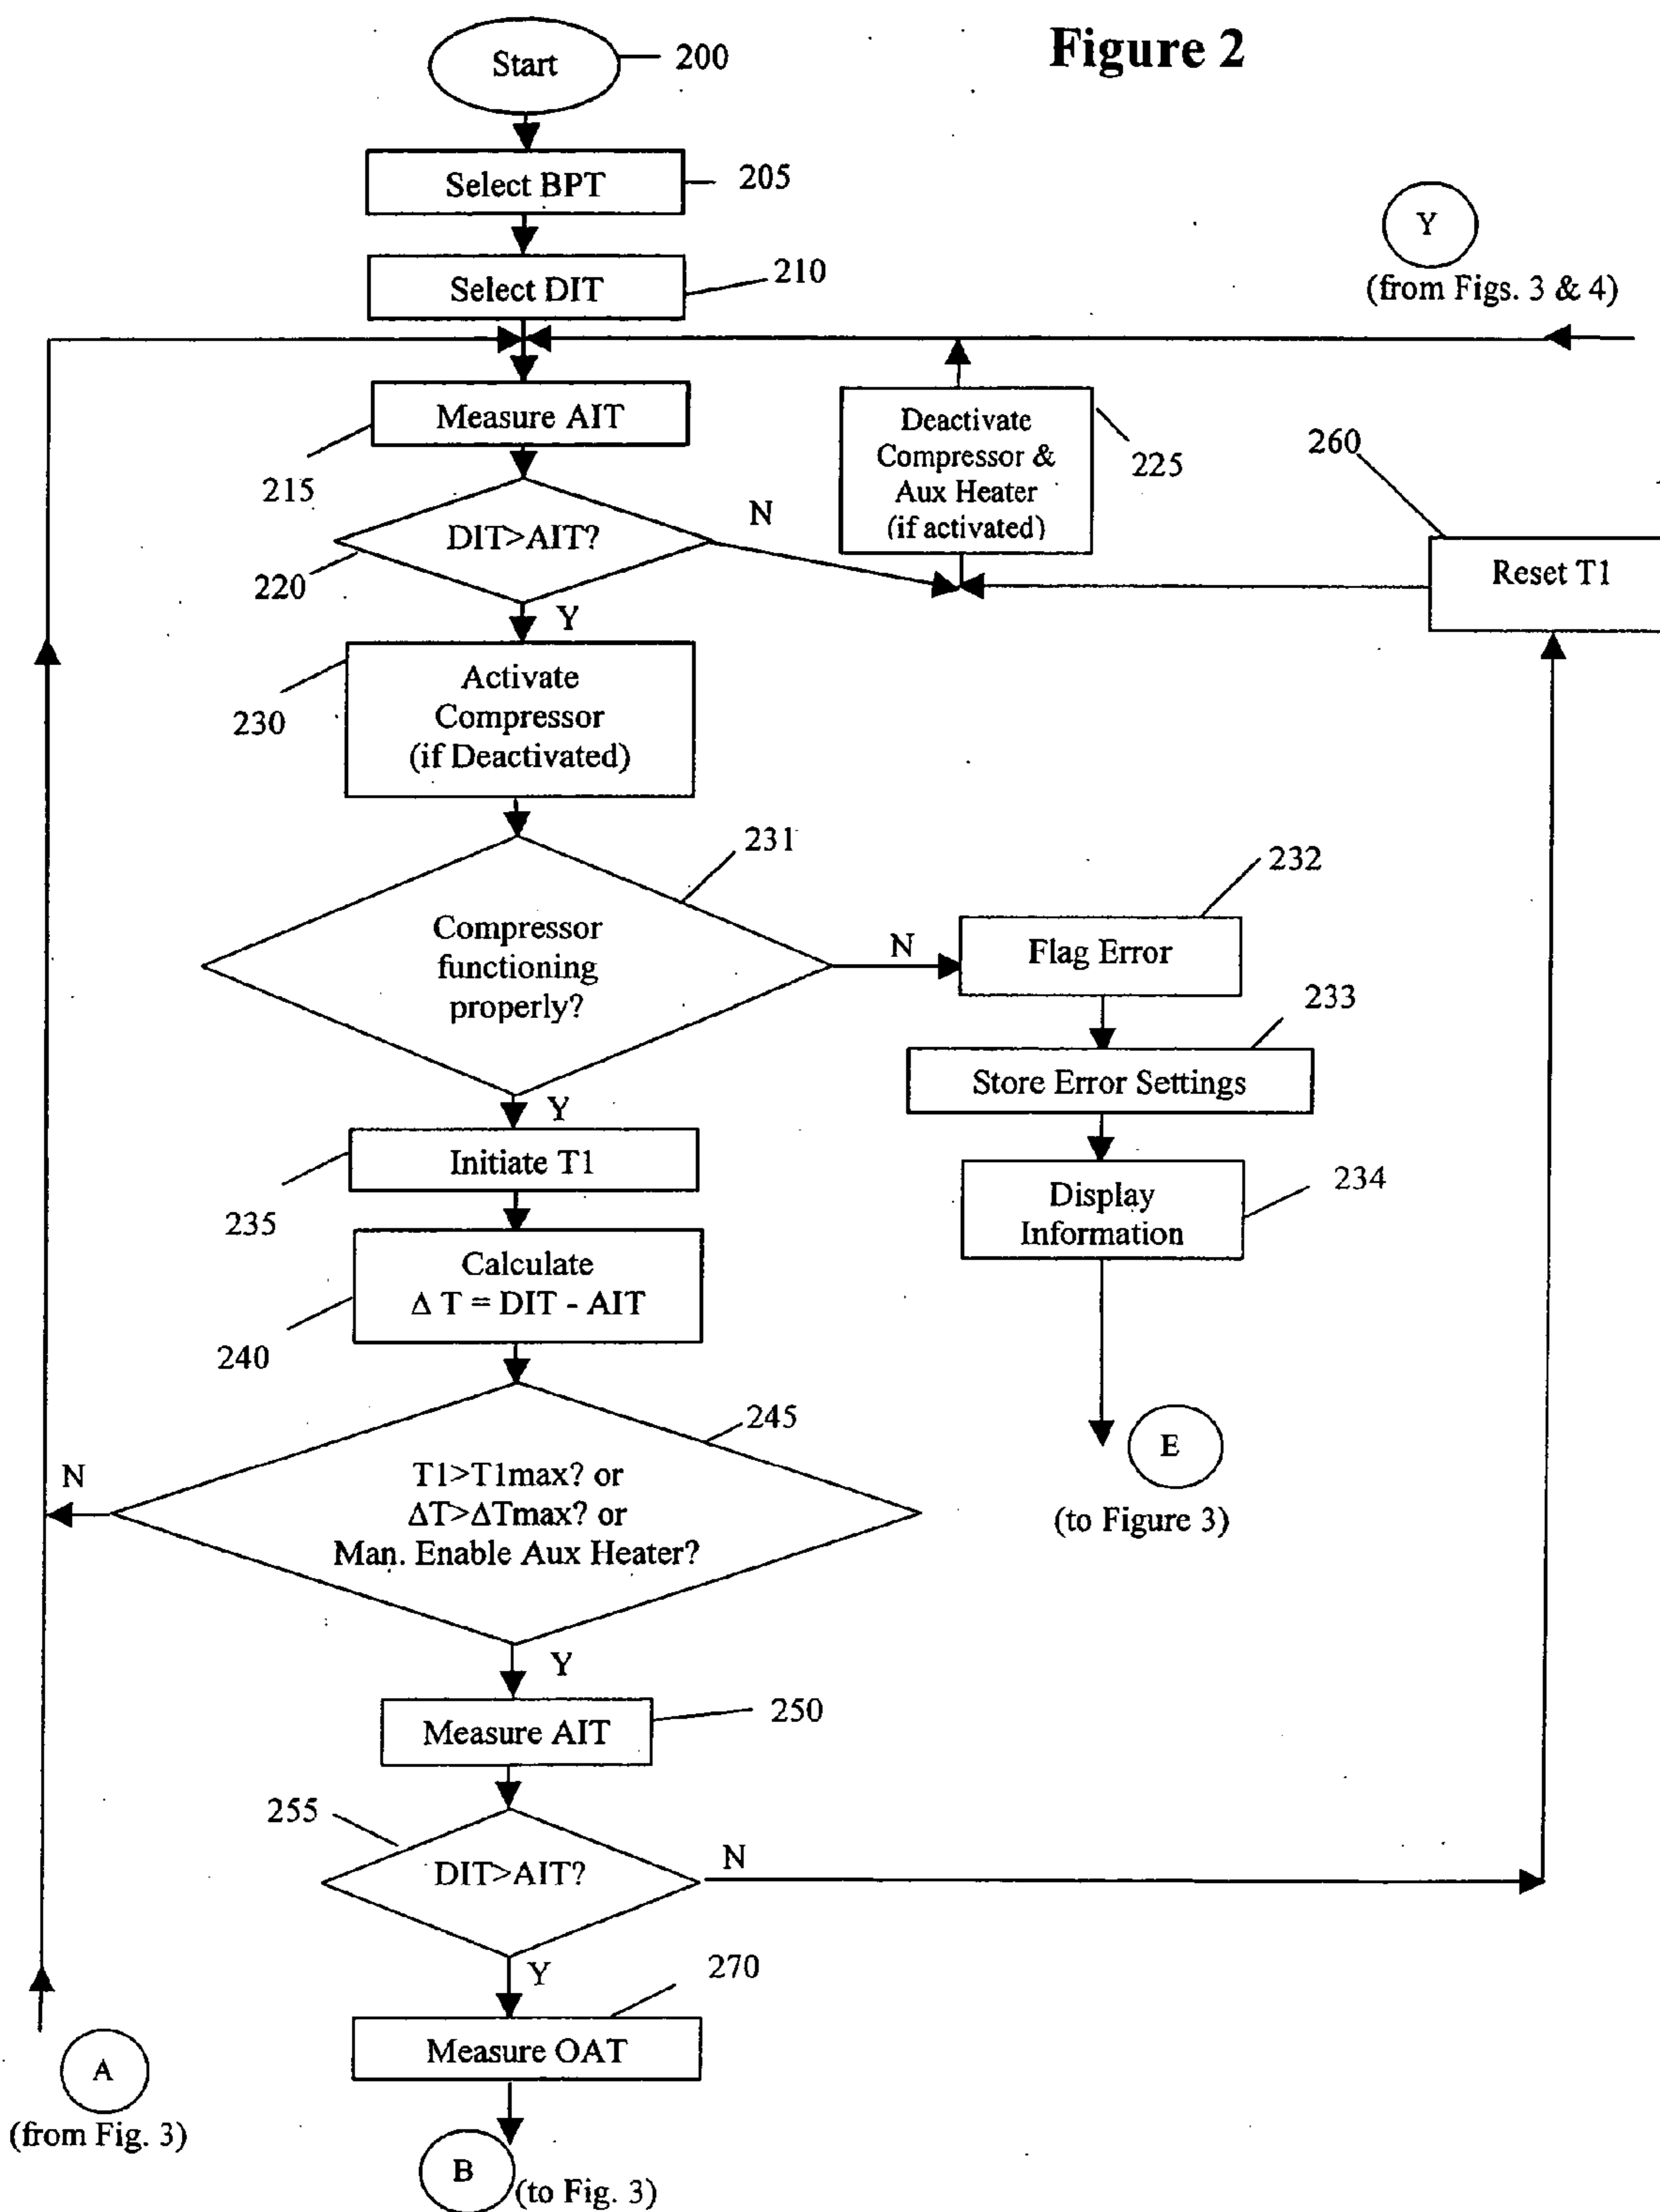 Figure 2
Start
200
Select BPT
205
Select DIT
210
Y
(from Figs. 3 & 4)
Measure AIT
215
Deactivate
Compressor &
Aux Heater
(if activated)
225
260
Reset T1
DIT>AIT?
220
N
Y
Activate
Compressor
(if Deactivated)
230
231
Compressor
functioning
properly?
N
232
Flag Error
233
Store Error Settings
234
Display
Information
E
(to Figure 3)
Y
Initiate T1
235
Calculate
Δ T = DIT - AIT
240
245
T1>T1max? or
ΔT>ΔTmax? or
Man. Enable Aux Heater?
N
Y
Measure AIT
250
255
DIT>AIT?
N
Y
270
Measure OAT
A
(from Fig. 3)
B
(to Fig. 3)